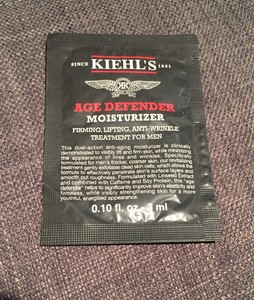 SINCE KIEHL'S 1851
AGE DEFENDER
MOISTURIZER
FIRMING, LIFTING, ANTI-WRINKLE
TREATMENT FOR MEN
This dual-action anti-aging moisturizer is clinically
demonstrated to visibly lift and firm skin, while minimizing
the appearance of lines and wrinkles. Specifically
formulated for men's thicker, coarser skin, our revitalizing
treatment gently exfoliates dead skin cells, which allows the
formula to effectively penetrate skin's surface layers and
smooth out roughness. Formulated with Linseed Extract
and combined with Caffeine and Soy Protein, this "age
defender" helps to significantly improve skin's elasticity and
firmness, while visibly strengthening skin for a more
youthful, energized appearance.
0.10 fl. oz. - 3 ml